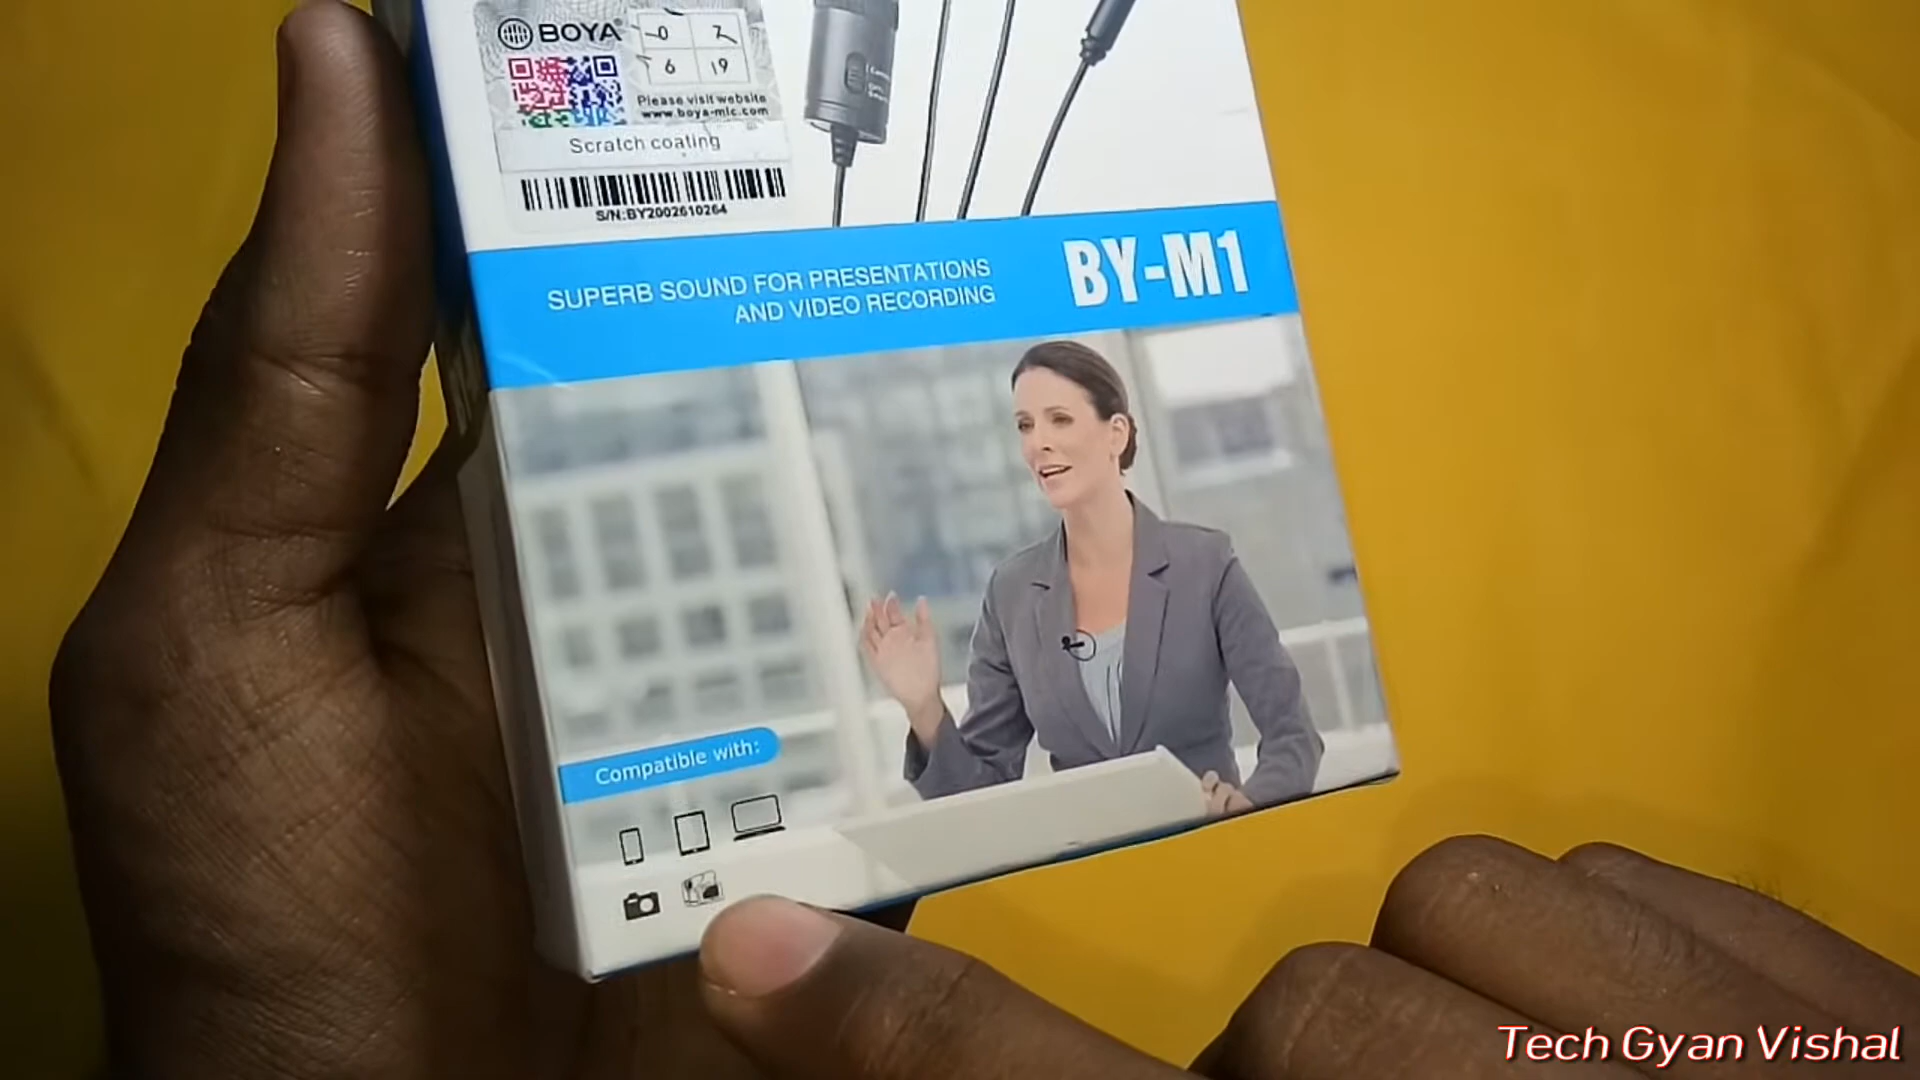 BOYA
0 7
6 19
Please visit website
www.boya-mic.com
Scratch coating
S/N:BY2002610264
SUPERB SOUND FOR PRESENTATIONS
AND VIDEO RECORDING
BY-M1
Compatible with:
Tech Gyan Vishal